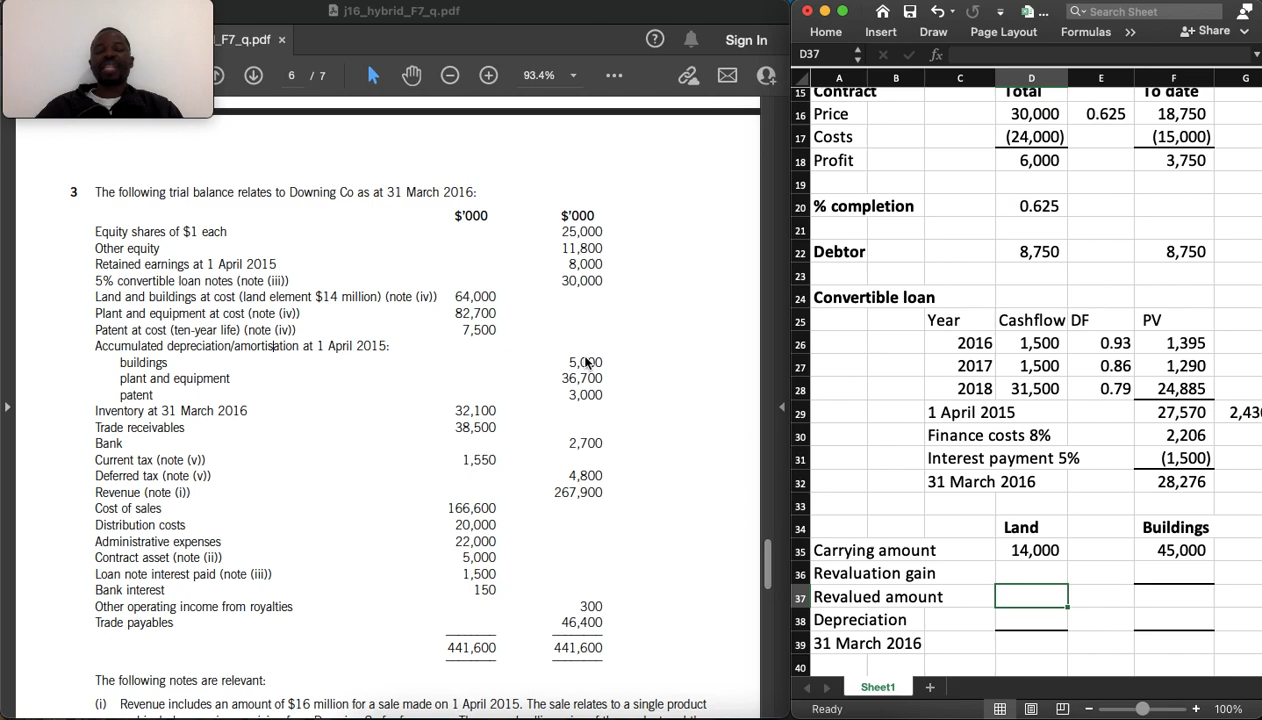 j16_hybrid_F7_q.pdf
_F7_q.pdf ×
Sign In
6 / 7 93.4%
3 The following trial balance relates to Downing Co as at 31 March 2016:
$'000 $'000
Equity shares of $1 each 25,000
Other equity 11,800
Retained earnings at 1 April 2015 8,000
5% convertible loan notes (note (iii)) 30,000
Land and buildings at cost (land element $14 million) (note (iv)) 64,000
Plant and equipment at cost (note (iv)) 82,700
Patent at cost (ten-year life) (note (iv)) 7,500
Accumulated depreciation/amortisation at 1 April 2015:
buildings 5,000
plant and equipment 36,700
patent 3,000
Inventory at 31 March 2016 32,100
Trade receivables 38,500
Bank 2,700
Current tax (note (v)) 1,550
Deferred tax (note (v)) 4,800
Revenue (note (i)) 267,900
Cost of sales 166,600
Distribution costs 20,000
Administrative expenses 22,000
Contract asset (note (ii)) 5,000
Loan note interest paid (note (iii)) 1,500
Bank interest 150
Other operating income from royalties 300
Trade payables 46,400
441,600 441,600
The following notes are relevant:
(i) Revenue includes an amount of $16 million for a sale made on 1 April 2015. The sale relates to a single product
Search Sheet
Home Insert Draw Page Layout Formulas Share
D37 fx
A B C D E F G
15 Contract Total To date
16 Price 30,000 0.625 18,750
17 Costs (24,000) (15,000)
18 Profit 6,000 3,750
19
20 % completion 0.625
21
22 Debtor 8,750 8,750
23
24 Convertible loan
25 Year Cashflow DF PV
26 2016 1,500 0.93 1,395
27 2017 1,500 0.86 1,290
28 2018 31,500 0.79 24,885
29 1 April 2015 27,570 2,430
30 Finance costs 8% 2,206
31 Interest payment 5% (1,500)
32 31 March 2016 28,276
33
34 Land Buildings
35 Carrying amount 14,000 45,000
36 Revaluation gain
37 Revalued amount
38 Depreciation
39 31 March 2016
40
Sheet1 +
Ready 100%